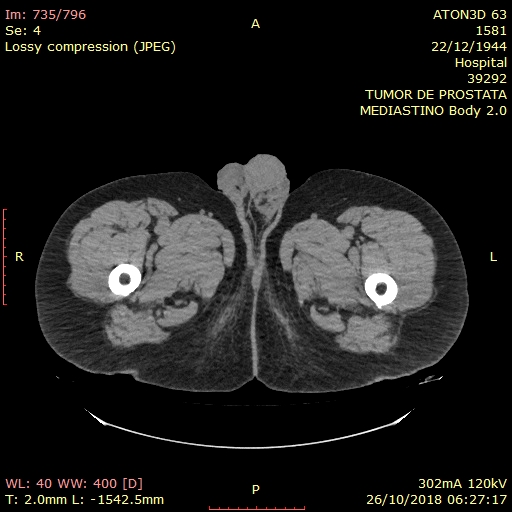 Im: 735/796
Se: 4
Lossy compression (JPEG)
A
ATON3D 63
1581
22/12/1944
Hospital
39292
TUMOR DE PROSTATA
MEDIASTINO Body 2.0
R
L
WL: 40 WW: 400 [D]
T: 2.0mm L: -1542.5mm
P
302mA 120kV
26/10/2018 06:27:17